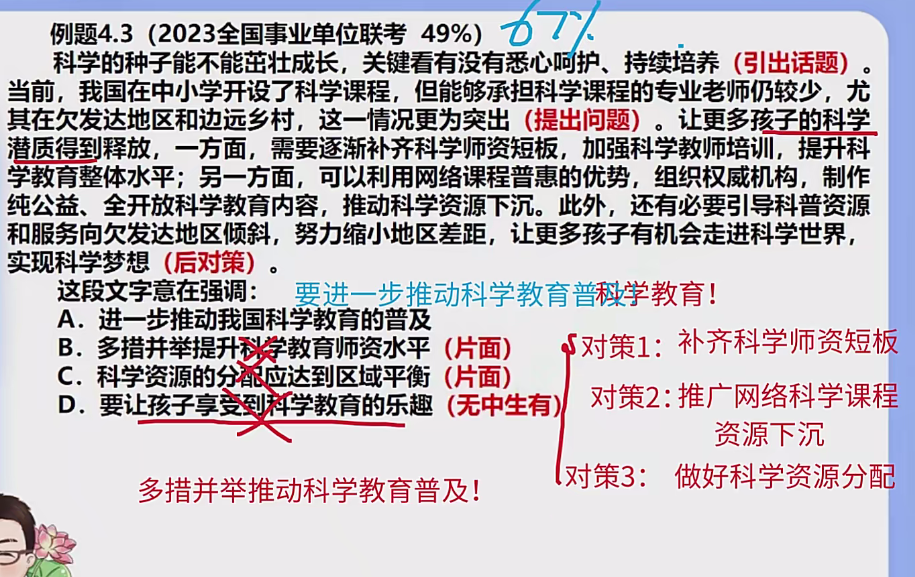 例题4.3（2023全国事业单位联考 49%） 67%
科学的种子能不能茁壮成长，关键看有没有悉心呵护、持续培养（引出话题）。
当前，我国在中小学开设了科学课程，但能够承担科学课程的专业老师仍较少，尤
其在欠发达地区和边远乡村，这一情况更为突出（提出问题）。让更多孩子的科学
潜质得到释放，一方面，需要逐渐补齐科学师资短板，加强科学教师培训，提升科
学教育整体水平；另一方面，可以利用网络课程普惠的优势，组织权威机构，制作
纯公益、全开放科学教育内容，推动科学资源下沉。此外，还有必要引导科普资源
和服务向欠发达地区倾斜，努力缩小地区差距，让更多孩子有机会走进科学世界，
实现科学梦想（后对策）。
这段文字意在强调： 要进一步推动科学教育普及！ 科学教育！
A．进一步推动我国科学教育的普及
B．多措并举提升科学教育师资水平（片面） 对策1： 补齐科学师资短板
C．科学资源的分配应达到区域平衡（片面）
D．要让孩子享受到科学教育的乐趣（无中生有） 对策2：推广网络科学课程
资源下沉
对策3： 做好科学资源分配
多措并举推动科学教育普及！